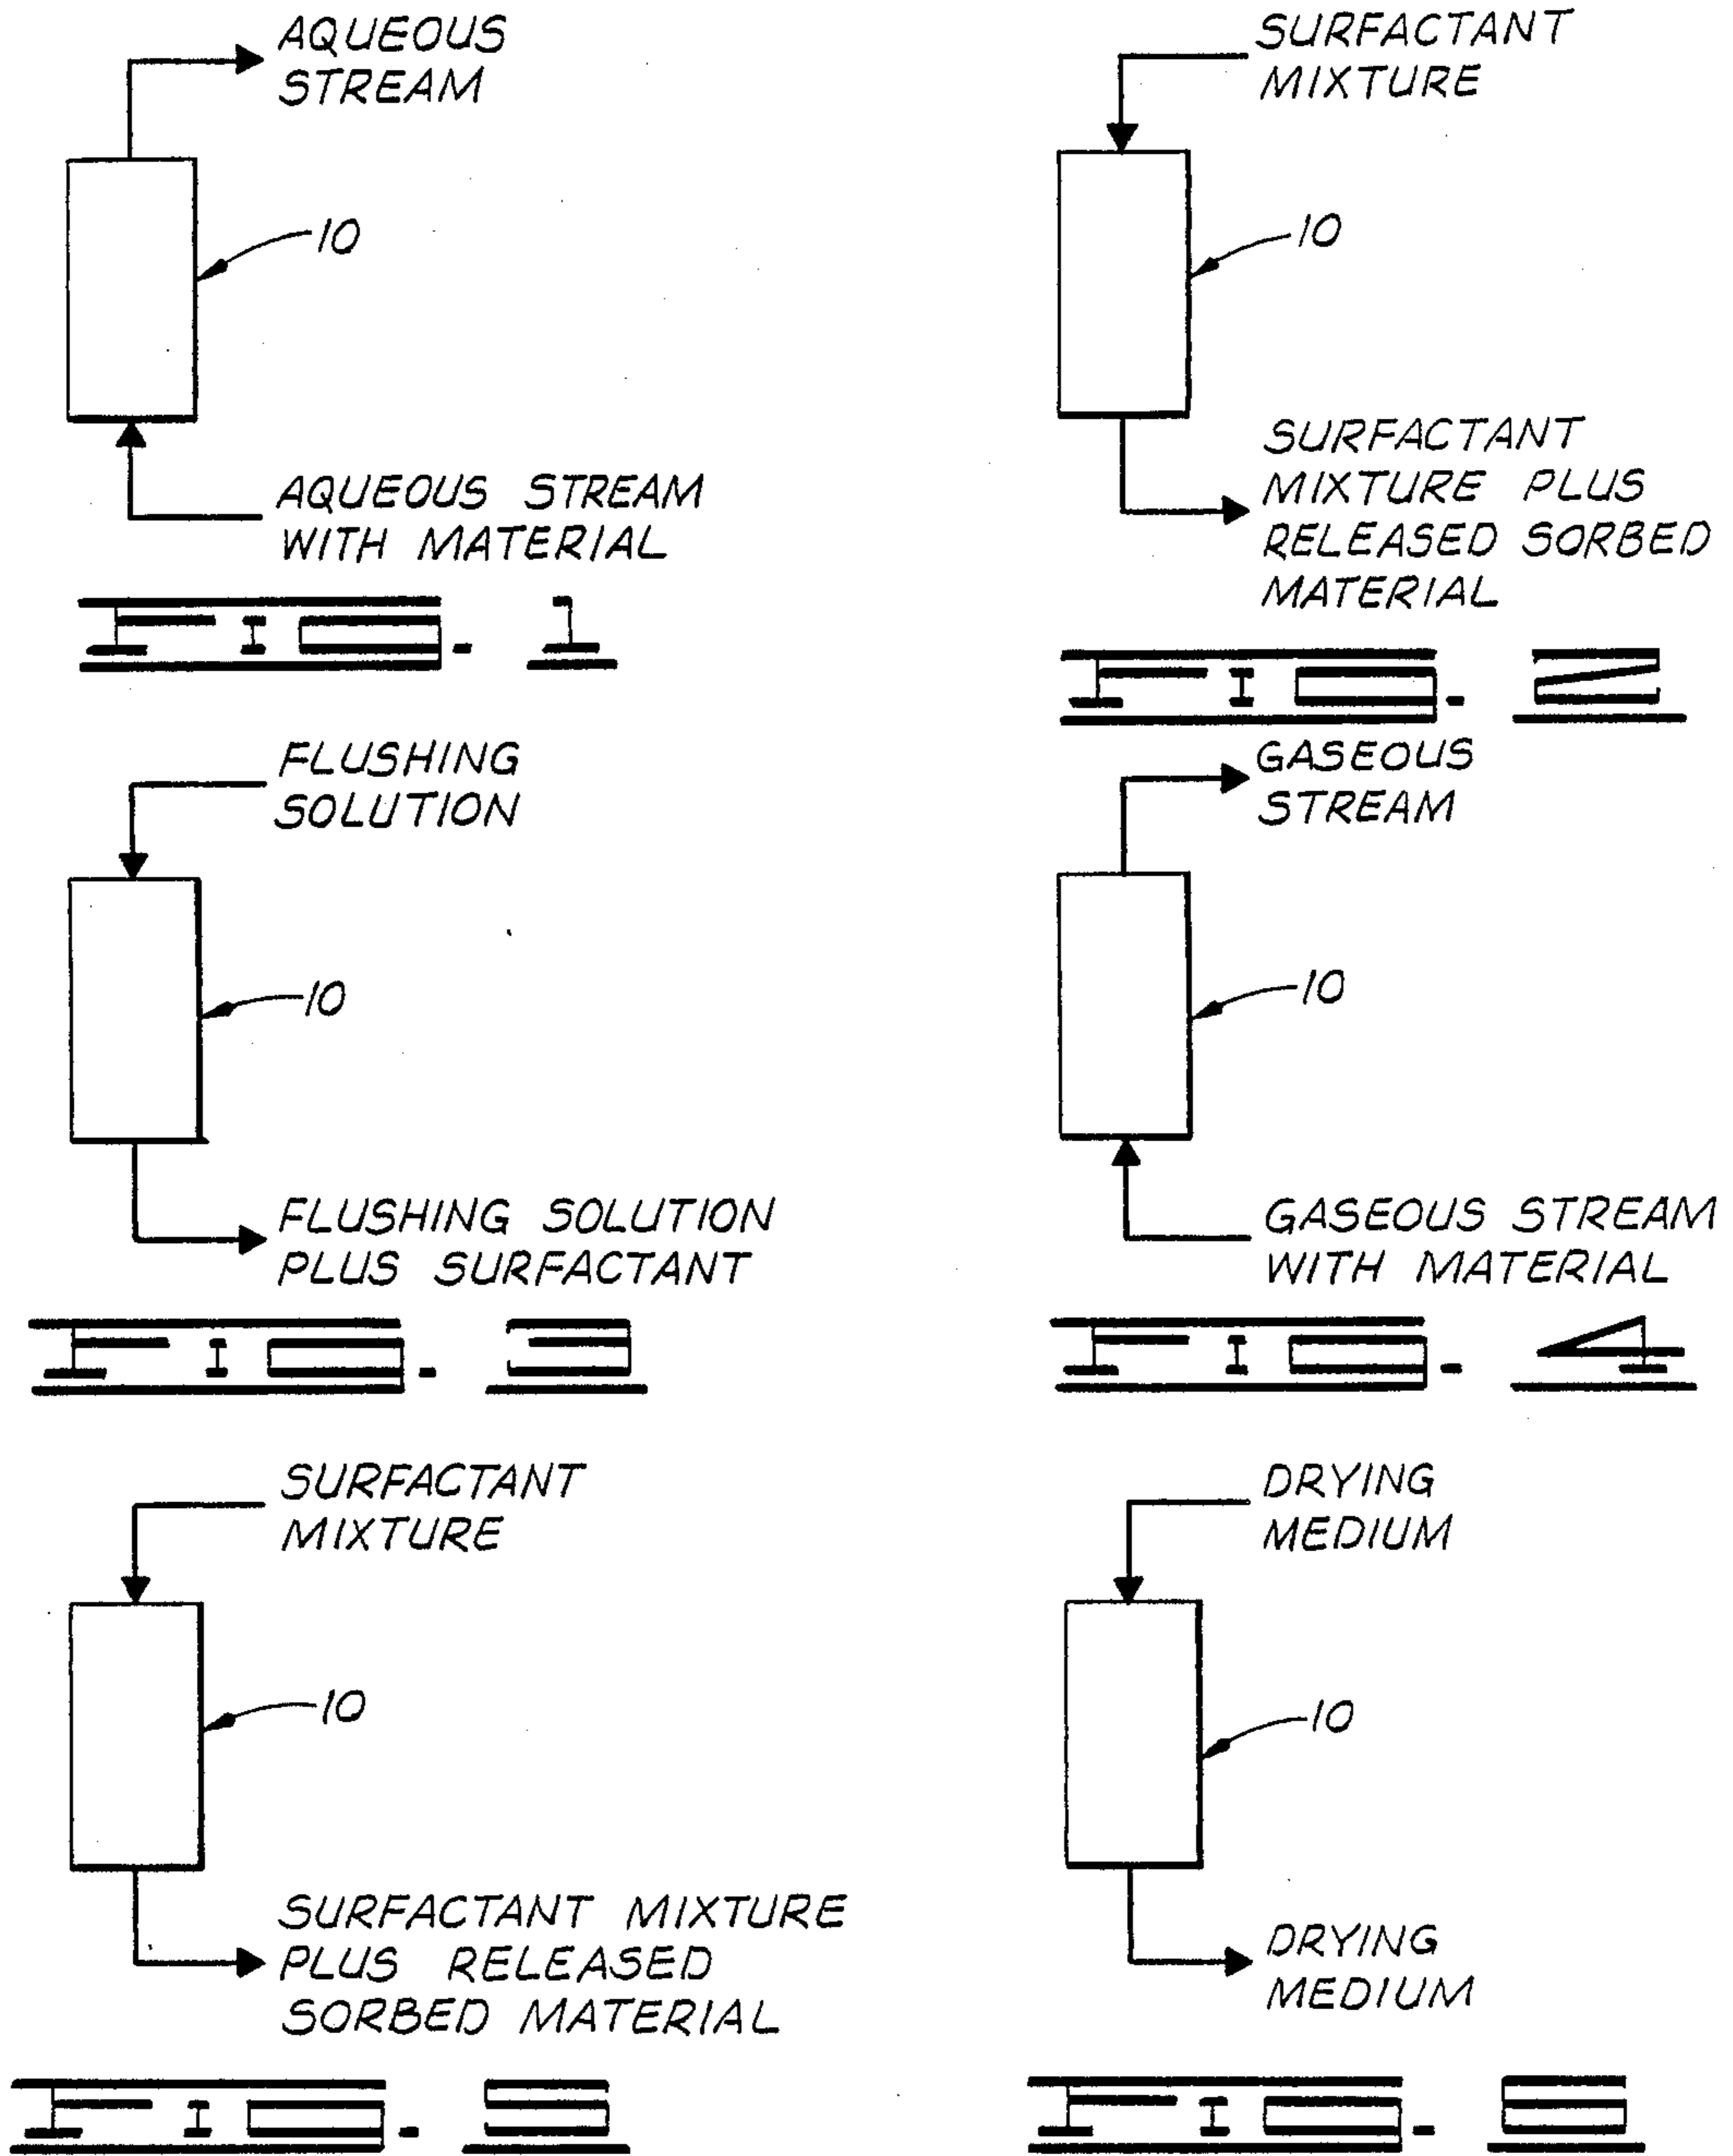 AQUEOUS
STREAM
10
AQUEOUS STREAM
WITH MATERIAL
FIG. 1
SURFACTANT
MIXTURE
10
SURFACTANT
MIXTURE PLUS
RELEASED SORBED
MATERIAL
FIG. 2
FLUSHING
SOLUTION
10
FLUSHING SOLUTION
PLUS SURFACTANT
FIG. 3
GASEOUS
STREAM
10
GASEOUS STREAM
WITH MATERIAL
FIG. 4
SURFACTANT
MIXTURE
10
SURFACTANT MIXTURE
PLUS RELEASED
SORBED MATERIAL
FIG. 5
DRYING
MEDIUM
10
DRYING
MEDIUM
FIG. 6